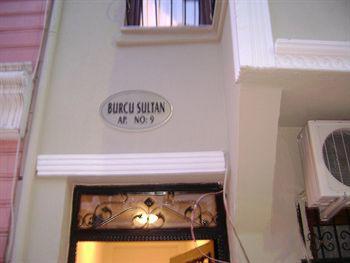 BURCU SULTAN
AP. NO: 9